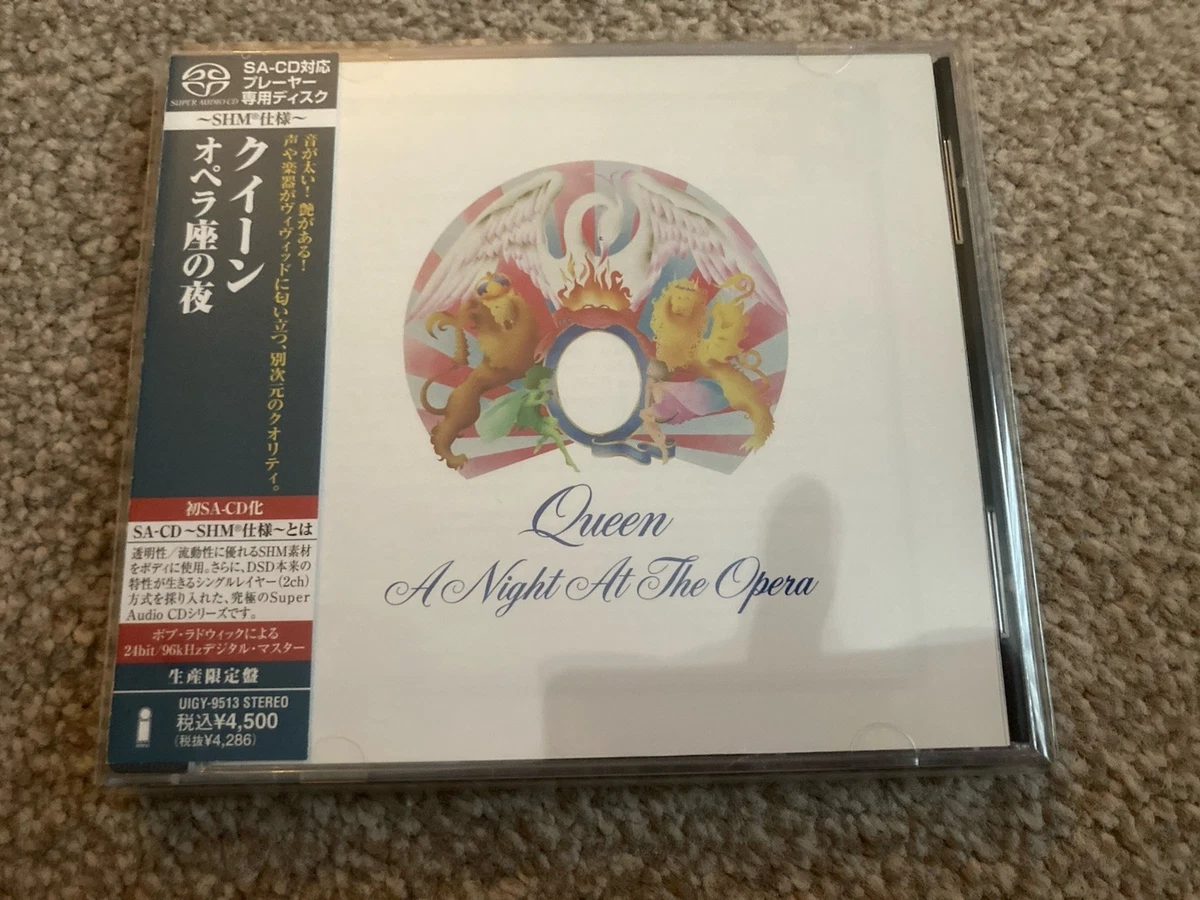 SUPER AUDIO CD
SA-CD対応
プレーヤー
専用ディスク
～SHM®仕様～
音が太い！艶がある！
声や楽器がヴィヴィッドに匂い立つ、別次元のクオリティ。
クイーン
オペラ座の夜
初SA-CD化
SA-CD～SHM®仕様～とは
透明性／流動性に優れるSHM素材
をボディに使用。さらに、DSD本来の
特性が生きるシングルレイヤー(2ch)
方式を採り入れた、究極のSuper
Audio CDシリーズです。
ボブ・ラドウィックによる
24bit/96kHzデジタル・マスター
生産限定盤
UIGY-9513 STEREO
税込¥4,500
(税抜¥4,286)
Queen
A Night At The Opera